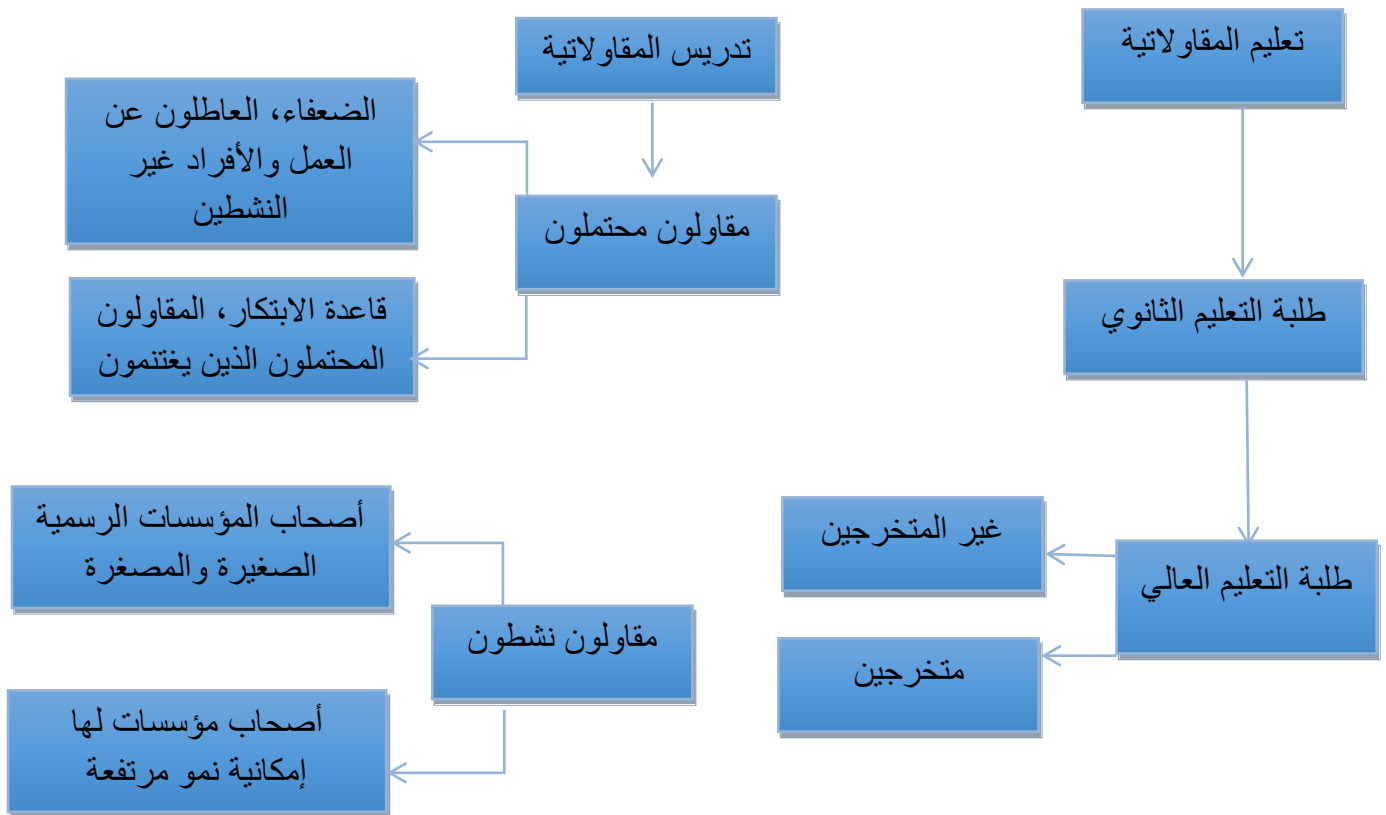 تعليم المقاولاتية
طلبة التعليم الثانوي
طلبة التعليم العالي
غير المتخرجين
متخرجين
تدريس المقاولاتية
مقاولون محتملون
الضعفاء، العاطلون عن
العمل والأفراد غير
النشطين
قاعدة الابتكار، المقاولون
المحتملون الذين يغتنمون
مقاولون نشطون
أصحاب المؤسسات الرسمية
الصغيرة والمصغرة
أصحاب مؤسسات لها
إمكانية نمو مرتفعة